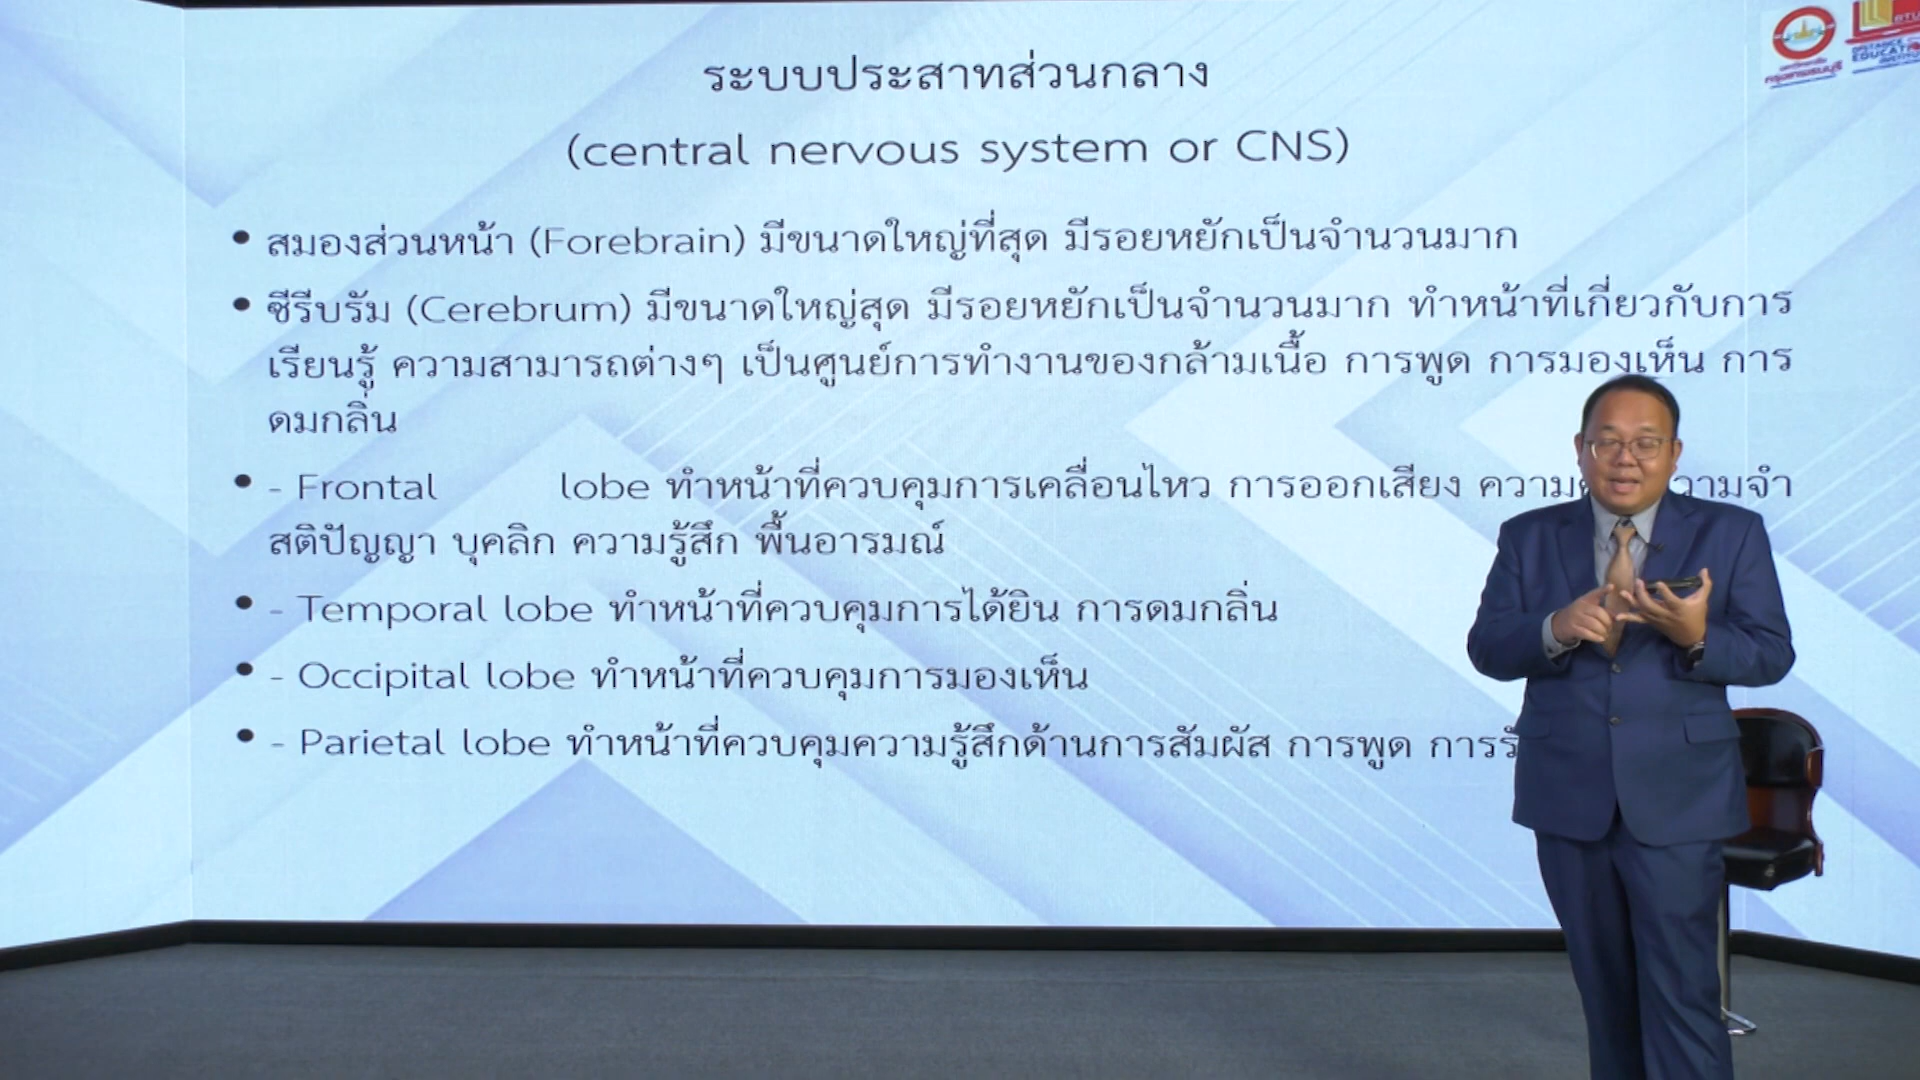 ระบบประสาทส่วนกลาง
(central nervous system or CNS)
• สมองส่วนหน้า (Forebrain) มีขนาดใหญ่ที่สุด มีรอยหยักเป็นจำนวนมาก
• ซีรีบรัม (Cerebrum) มีขนาดใหญ่สุด มีรอยหยักเป็นจำนวนมาก ทำหน้าที่เกี่ยวกับการ
เรียนรู้ ความสามารถต่างๆ เป็นศูนย์การทำงานของกล้ามเนื้อ การพูด การมองเห็น การ
ดมกลิ่น
• - Frontal lobe ทำหน้าที่ควบคุมการเคลื่อนไหว การออกเสียง
สติปัญญา บุคลิก ความรู้สึก พื้นอารมณ์
• - Temporal lobe ทำหน้าที่ควบคุมการได้ยิน การดมกลิ่น
• - Occipital lobe ทำหน้าที่ควบคุมการมองเห็น
• - Parietal lobe ทำหน้าที่ควบคุมความรู้สึกด้านการสัมผัส การพูด
กรุงเทพธนบุรี